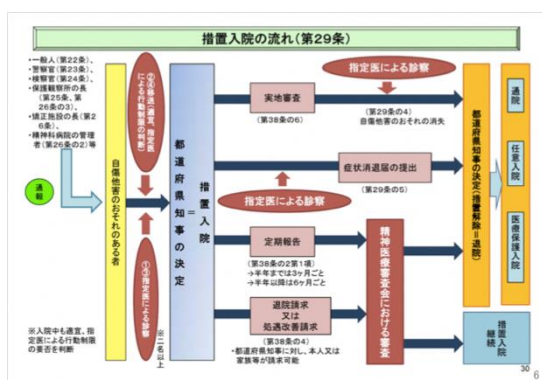 措置入院の流れ(第29条)
・一般人(第22条)、
・警察官(第23条)、
・検察官(第24条)、
・保護観察所の長
(第25条、第
26条の3)、
・矯正施設の長(第2
6条)、
・精神科病院の管理
者(第26条の2)等
通報
自傷他害のおそれのある者
②④移送(適宜、指定医
による行動制限の判断)
①③指定医による診察
※二名以上
都道府県知事の決定
=
措置入院
実地審査
(第38条の6)
指定医による診察
(第29条の4)
自傷他害のおそれの消失
症状消退届の提出
(第29条の5)
指定医による診察
定期報告
(第38条の2第1項)
→半年までは3ヶ月ごと
→半年以降は6ヶ月ごと
退院請求
又は
処遇改善請求
(第38条の4)
・都道府県知事に対し、本人又は
家族等が請求可能
精神医療審査会における審査
都道府県知事の決定(措置解除=退院)
通院
任意入院
医療保護入院
措置入院
継続
※入院中も適宜、指
定医による行動制限
の要否を判断
30
6